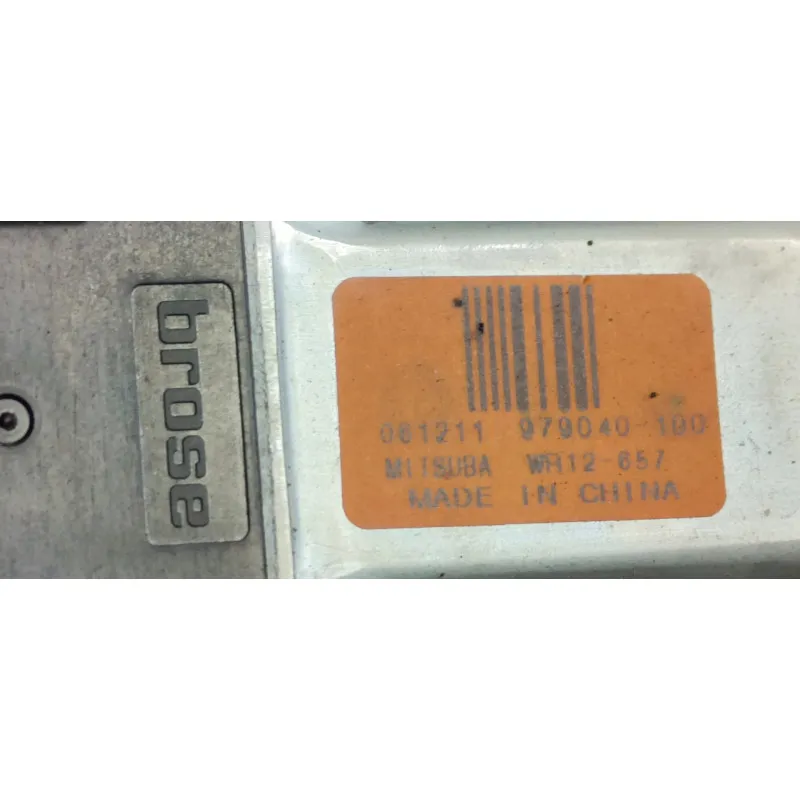 brose
061211 979040-100
MITSUBA WR12-657
MADE IN CHINA